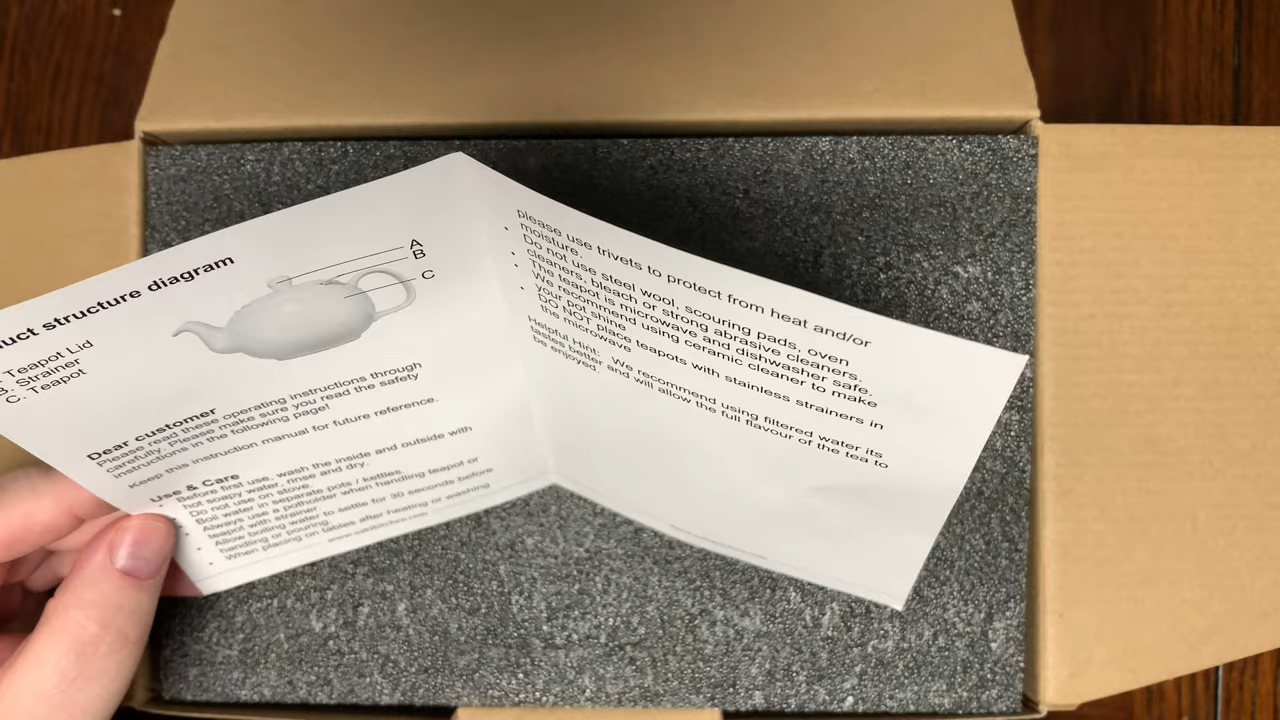 uct structure diagram
A
B
C
Teapot Lid
B. Strainer
C. Teapot
Dear customer
Please read these operating instructions through
carefully. Please make sure you read the safety
instructions in the following page!
Keep this instruction manual for future reference.
Use & Care
• Before first use, wash the inside and outside with
hot soapy water, rinse and dry.
• Do not use on stove.
• Boil water in separate pots / kettles.
• Always use a potholder when handling teapot or
teapot with strainer.
• Allow boiling water to settle for 30 seconds before
handling or pouring.
• When placing on tables after heating or washing
please use trivets to protect from heat and/or
moisture.
• Do not use steel wool, scouring pads, oven
cleaners, bleach or strong abrasive cleaners.
• The teapot is microwave and dishwasher safe.
• We recommend using ceramic cleaner to make
your pot shine
• DO NOT place teapots with stainless strainers in
the microwave
Helpful Hint: We recommend using filtered water its
tastes better and will allow the full flavour of the tea to
be enjoyed.